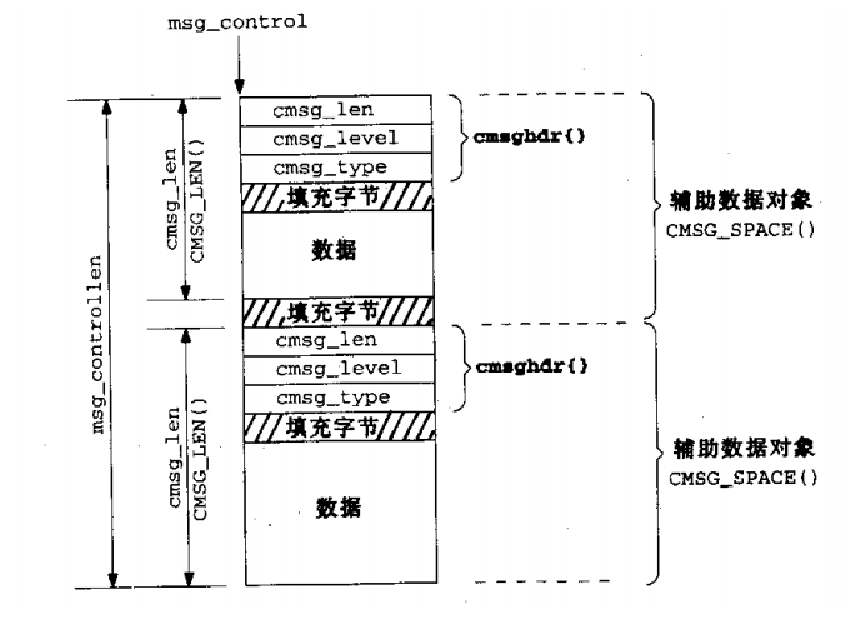 msg_control
cmsg_len
cmsg_level
cmsg_type
cmsghdr{}
填充字节
数据
填充字节
辅助数据对象
CMSG_SPACE()
cmsg_len
CMSG_LEN()
msg_controllen
cmsg_len
cmsg_level
cmsg_type
cmsghdr{}
填充字节
数据
辅助数据对象
CMSG_SPACE()
cmsg_len
CMSG_LEN()